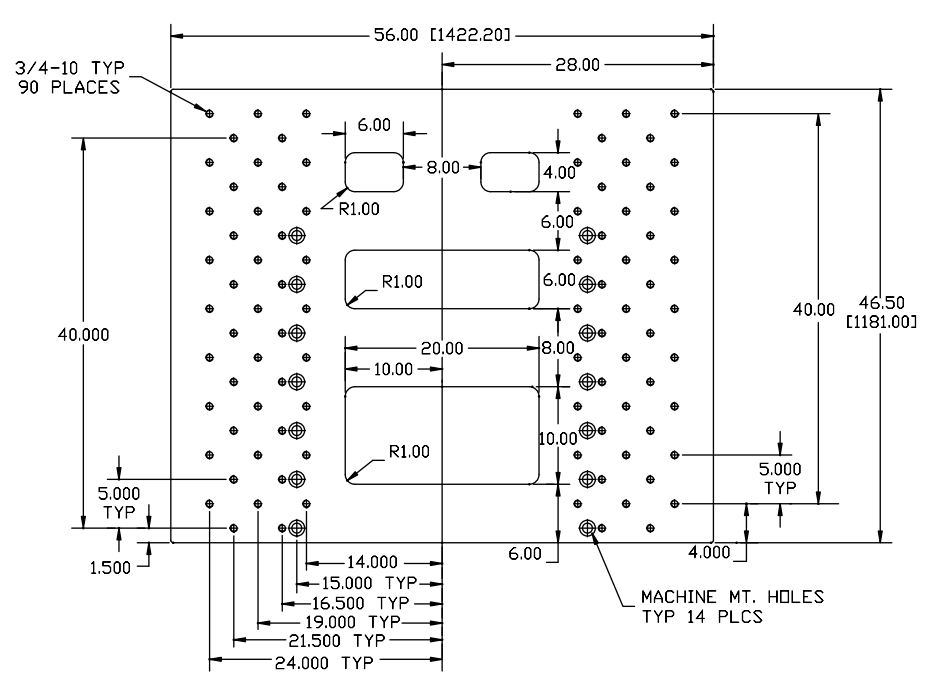 56.00 [1422.20]
28.00
3/4-10 TYP
90 PLACES
6.00
8.00
4.00
R1.00
6.00
R1.00
6.00
46.50
[1181.00]
40.00
40.000
20.00
8.00
10.00
10.00
R1.00
5.000
TYP
5.000
TYP
1.500
6.00
4.000
14.000
15.000 TYP
16.500 TYP
19.000 TYP
21.500 TYP
24.000 TYP
MACHINE MT. HOLES
TYP 14 PLCS